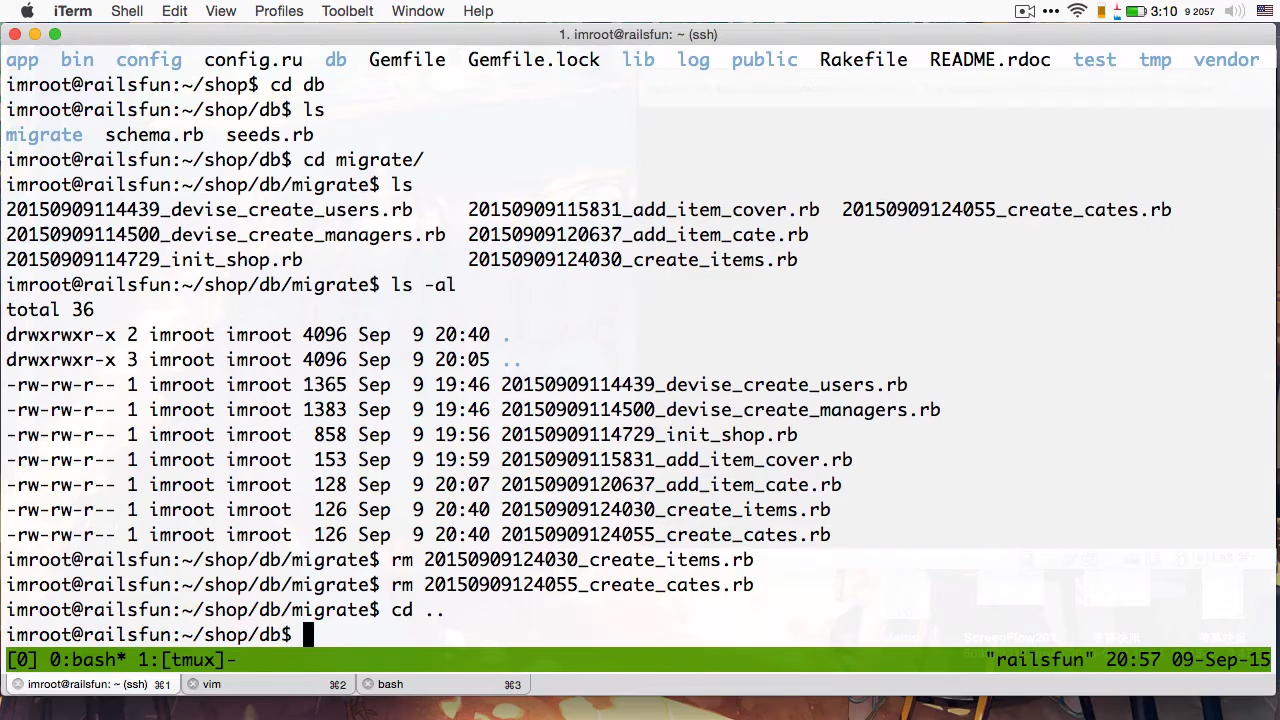 iTerm Shell Edit View Profiles Toolbelt Window Help 3:10 9 2057
1. imroot@railsfun: ~ (ssh)
app bin config config.ru db Gemfile Gemfile.lock lib log public Rakefile README.rdoc test tmp vendor
imroot@railsfun:~/shop$ cd db
imroot@railsfun:~/shop/db$ ls
migrate schema.rb seeds.rb
imroot@railsfun:~/shop/db$ cd migrate/
imroot@railsfun:~/shop/db/migrate$ ls
20150909114439_devise_create_users.rb 20150909115831_add_item_cover.rb 20150909124055_create_cates.rb
20150909114500_devise_create_managers.rb 20150909120637_add_item_cate.rb
20150909114729_init_shop.rb 20150909124030_create_items.rb
imroot@railsfun:~/shop/db/migrate$ ls -al
total 36
drwxrwxr-x 2 imroot imroot 4096 Sep 9 20:40 .
drwxrwxr-x 3 imroot imroot 4096 Sep 9 20:05 ..
-rw-rw-r-- 1 imroot imroot 1365 Sep 9 19:46 20150909114439_devise_create_users.rb
-rw-rw-r-- 1 imroot imroot 1383 Sep 9 19:46 20150909114500_devise_create_managers.rb
-rw-rw-r-- 1 imroot imroot 858 Sep 9 19:56 20150909114729_init_shop.rb
-rw-rw-r-- 1 imroot imroot 153 Sep 9 19:59 20150909115831_add_item_cover.rb
-rw-rw-r-- 1 imroot imroot 128 Sep 9 20:07 20150909120637_add_item_cate.rb
-rw-rw-r-- 1 imroot imroot 126 Sep 9 20:40 20150909124030_create_items.rb
-rw-rw-r-- 1 imroot imroot 126 Sep 9 20:40 20150909124055_create_cates.rb
imroot@railsfun:~/shop/db/migrate$ rm 20150909124030_create_items.rb
imroot@railsfun:~/shop/db/migrate$ rm 20150909124055_create_cates.rb
imroot@railsfun:~/shop/db/migrate$ cd ..
imroot@railsfun:~/shop/db$
[0] 0:bash* 1:[tmux]- "railsfun" 20:57 09-Sep-15
imroot@railsfun: ~ (ssh) ⌘1 vim ⌘2 bash ⌘3